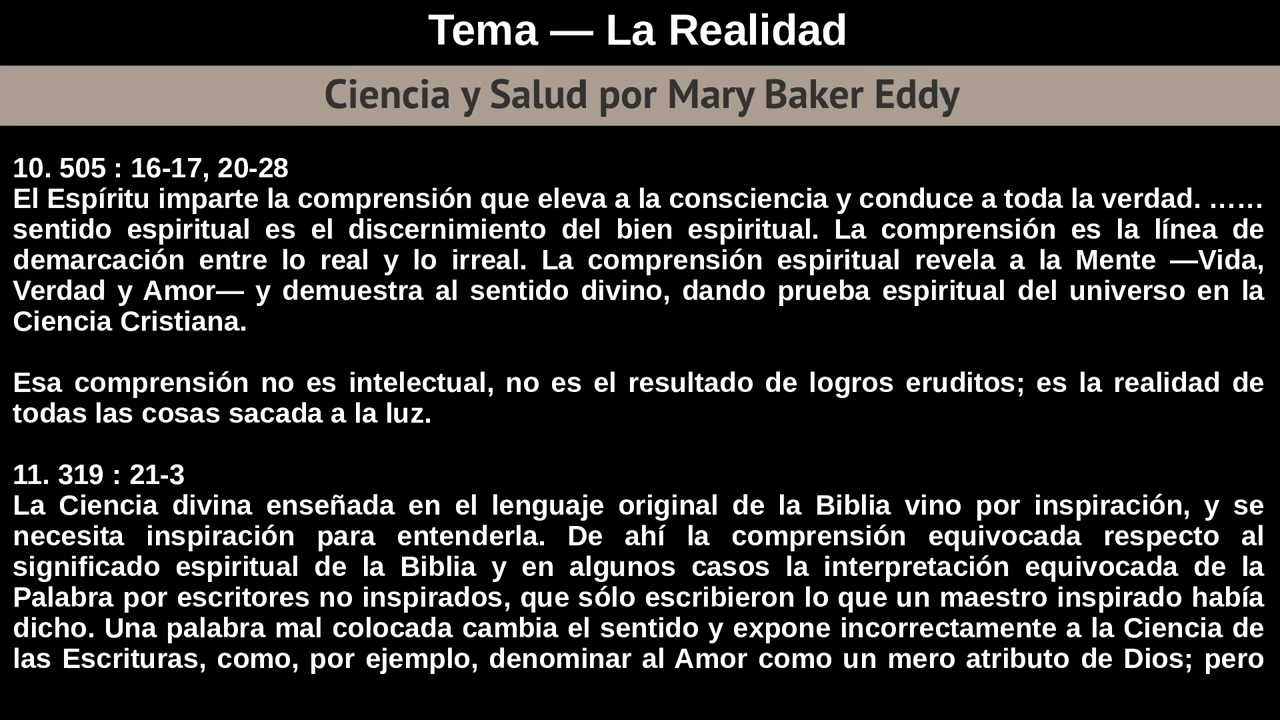 Tema — La Realidad
Ciencia y Salud por Mary Baker Eddy
10. 505 : 16-17, 20-28
El Espíritu imparte la comprensión que eleva a la consciencia y conduce a toda la verdad. ……
sentido espiritual es el discernimiento del bien espiritual. La comprensión es la línea de
demarcación entre lo real y lo irreal. La comprensión espiritual revela a la Mente —Vida,
Verdad y Amor— y demuestra al sentido divino, dando prueba espiritual del universo en la
Ciencia Cristiana.
Esa comprensión no es intelectual, no es el resultado de logros eruditos; es la realidad de
todas las cosas sacada a la luz.
11. 319 : 21-3
La Ciencia divina enseñada en el lenguaje original de la Biblia vino por inspiración, y se
necesita inspiración para entenderla. De ahí la comprensión equivocada respecto al
significado espiritual de la Biblia y en algunos casos la interpretación equivocada de la
Palabra por escritores no inspirados, que sólo escribieron lo que un maestro inspirado había
dicho. Una palabra mal colocada cambia el sentido y expone incorrectamente a la Ciencia de
las Escrituras, como, por ejemplo, denominar al Amor como un mero atributo de Dios; pero